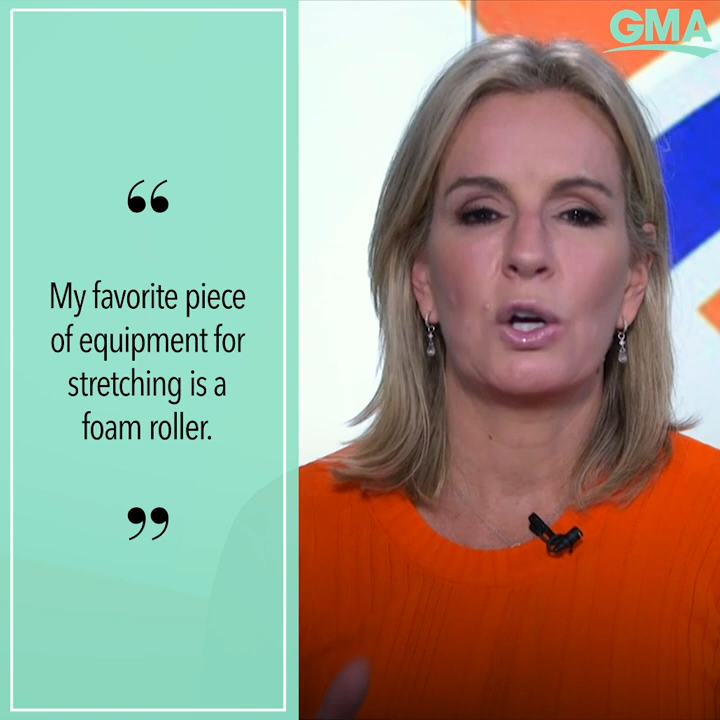 GMA
“
My favorite piece
of equipment for
stretching is a
foam roller.
”